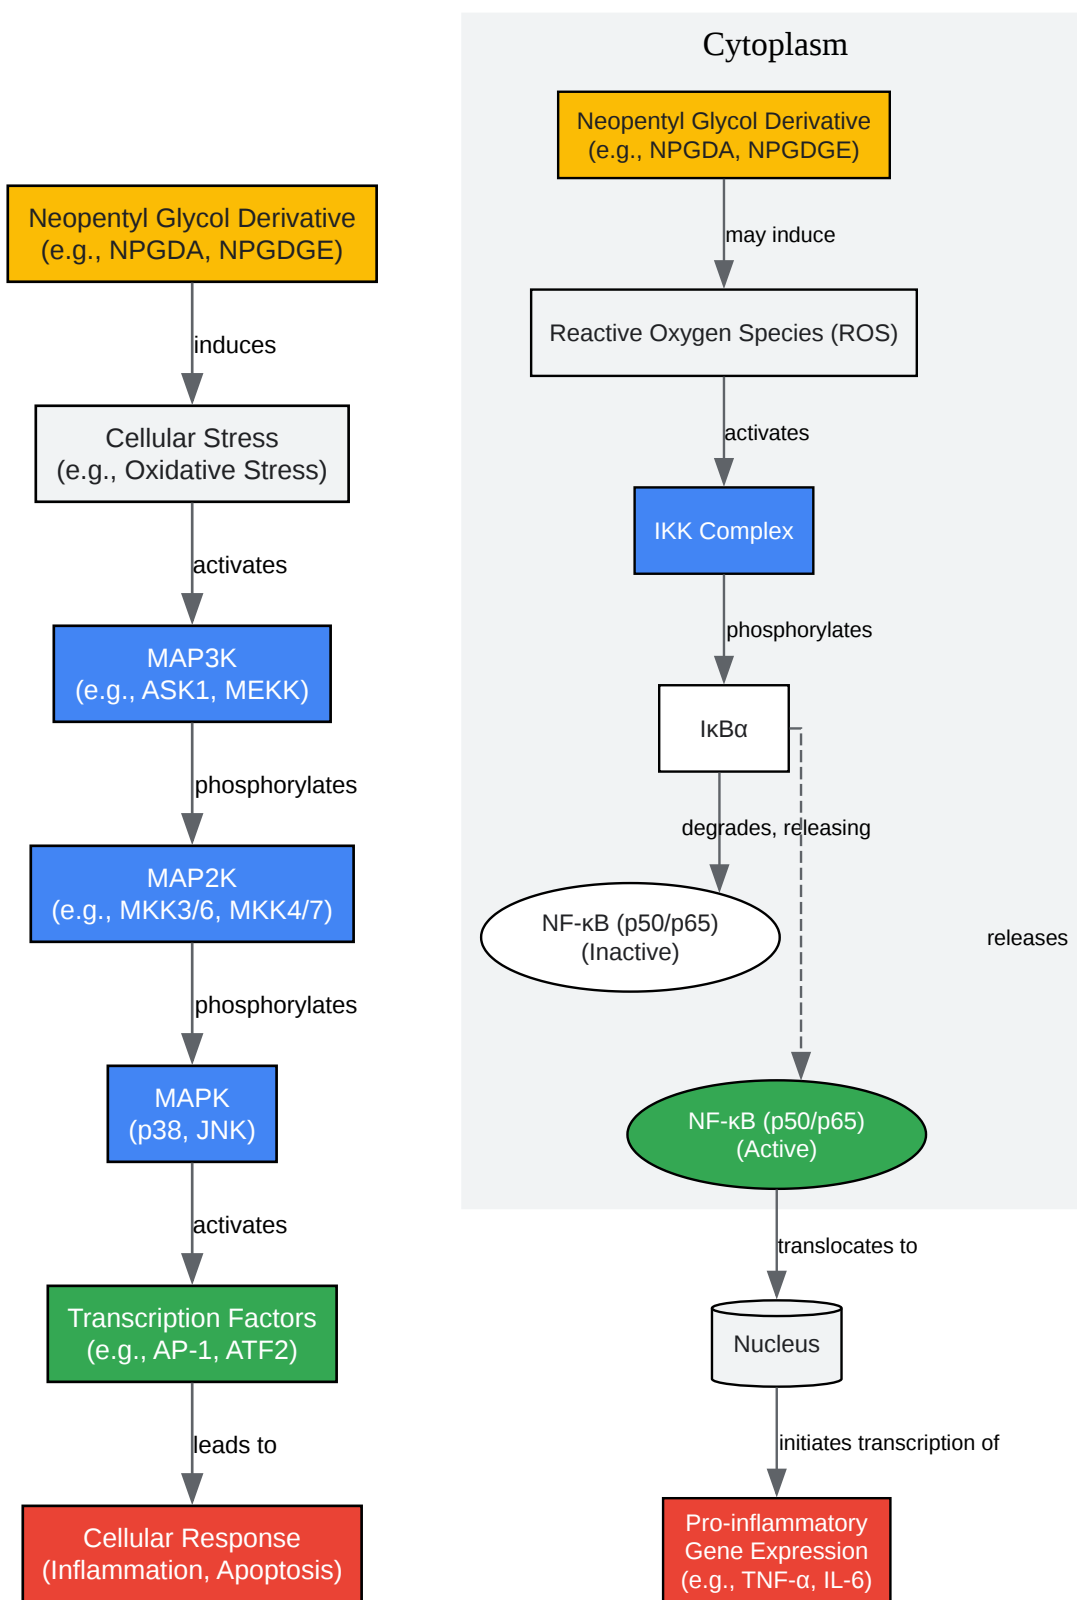 Neopentyl Glycol Derivative
(e.g., NPGDA, NPGDGE)
induces
Cellular Stress
(e.g., Oxidative Stress)
activates
MAP3K
(e.g., ASK1, MEKK)
phosphorylates
MAP2K
(e.g., MKK3/6, MKK4/7)
phosphorylates
MAPK
(p38, JNK)
activates
Transcription Factors
(e.g., AP-1, ATF2)
leads to
Cellular Response
(Inflammation, Apoptosis)
Cytoplasm
Neopentyl Glycol Derivative
(e.g., NPGDA, NPGDGE)
may induce
Reactive Oxygen Species (ROS)
activates
IKK Complex
phosphorylates
IκBα
degrades, releasing
NF-κB (p50/p65)
(Inactive)
releases
NF-κB (p50/p65)
(Active)
translocates to
Nucleus
initiates transcription of
Pro-inflammatory
Gene Expression
(e.g., TNF-α, IL-6)